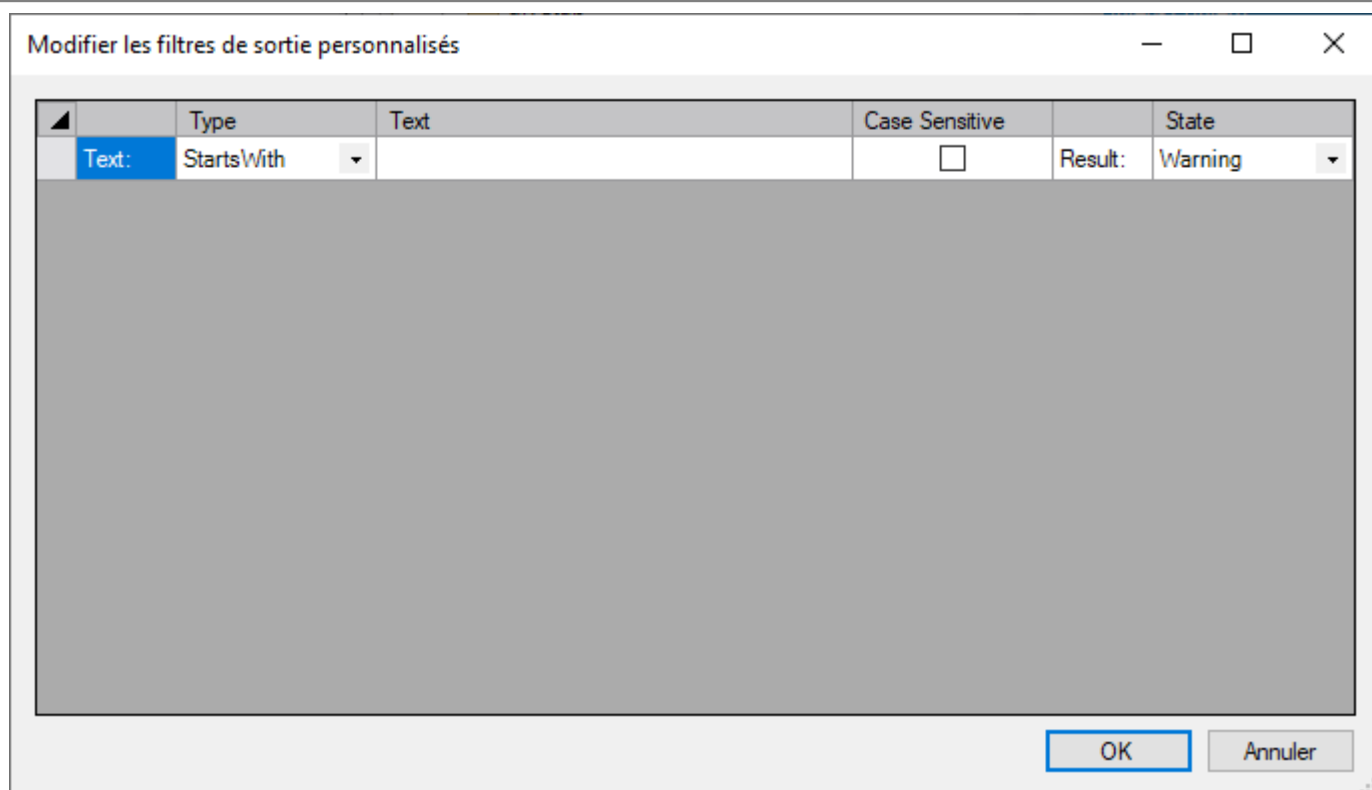 Modifier les filtres de sortie personnalisés
Type Text Case Sensitive State
Text: StartsWith Result: Warning
OK Annuler